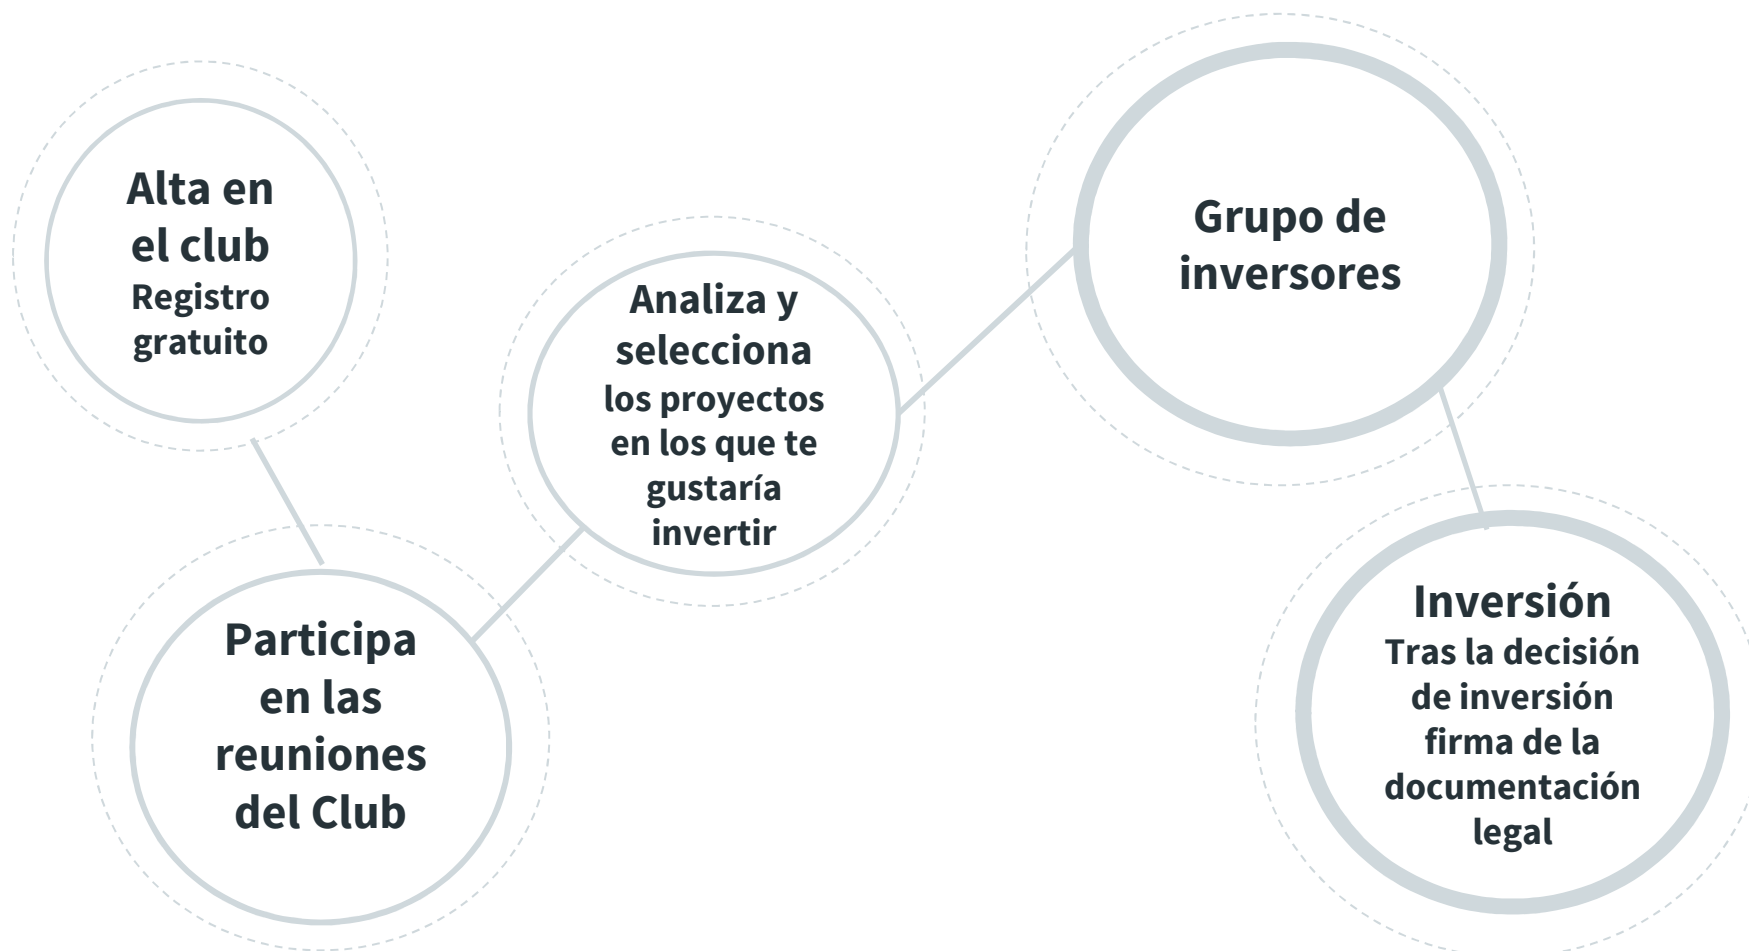 Alta en
el club
Registro
gratuito
Participa
en las
reuniones
del Club
Analiza y
selecciona
los proyectos
en los que te
gustaría
invertir
Grupo de
inversores
Inversión
Tras la decisión
de inversión
firma de la
documentación
legal